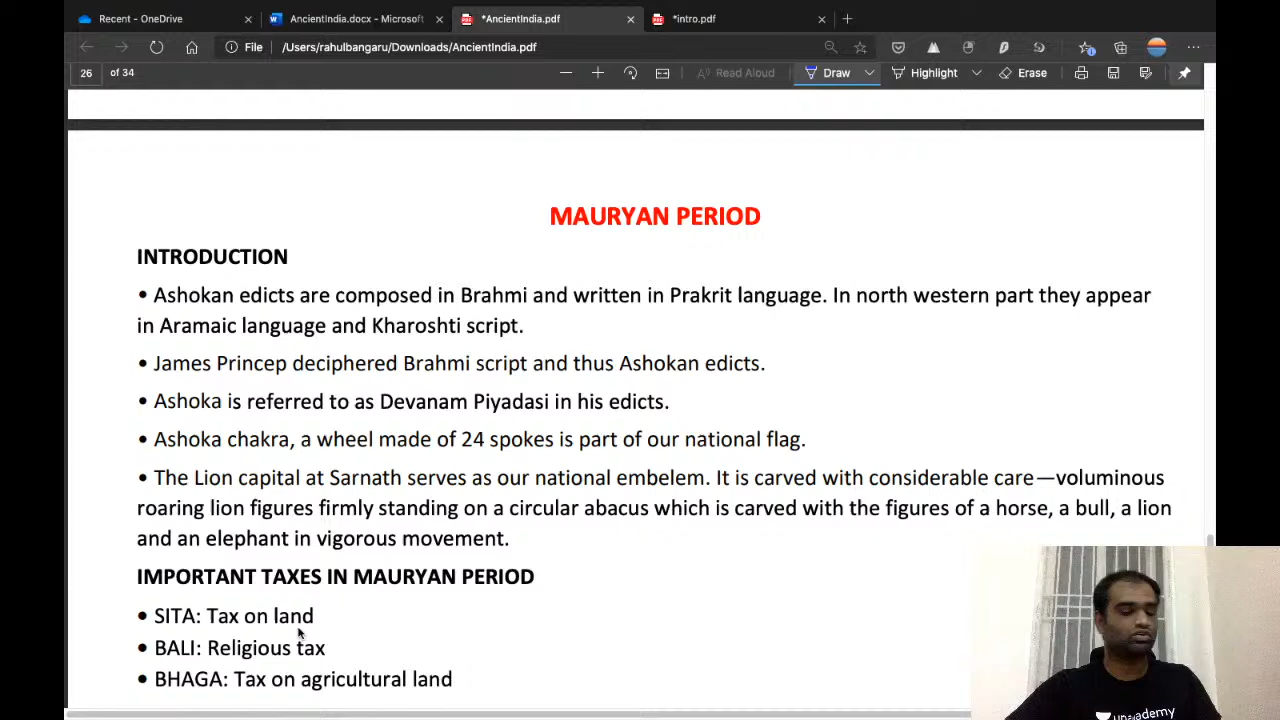 Recent - OneDrive
AncientIndia.docx - Microsoft
*AncientIndia.pdf
*intro.pdf
File /Users/rahulbangaru/Downloads/AncientIndia.pdf
26 of 34 Read Aloud Draw Highlight Erase
MAURYAN PERIOD
INTRODUCTION
• Ashokan edicts are composed in Brahmi and written in Prakrit language. In north western part they appear
in Aramaic language and Kharoshti script.
• James Princep deciphered Brahmi script and thus Ashokan edicts.
• Ashoka is referred to as Devanam Piyadasi in his edicts.
• Ashoka chakra, a wheel made of 24 spokes is part of our national flag.
• The Lion capital at Sarnath serves as our national embelem. It is carved with considerable care—voluminous
roaring lion figures firmly standing on a circular abacus which is carved with the figures of a horse, a bull, a lion
and an elephant in vigorous movement.
IMPORTANT TAXES IN MAURYAN PERIOD
• SITA: Tax on land
• BALI: Religious tax
• BHAGA: Tax on agricultural land